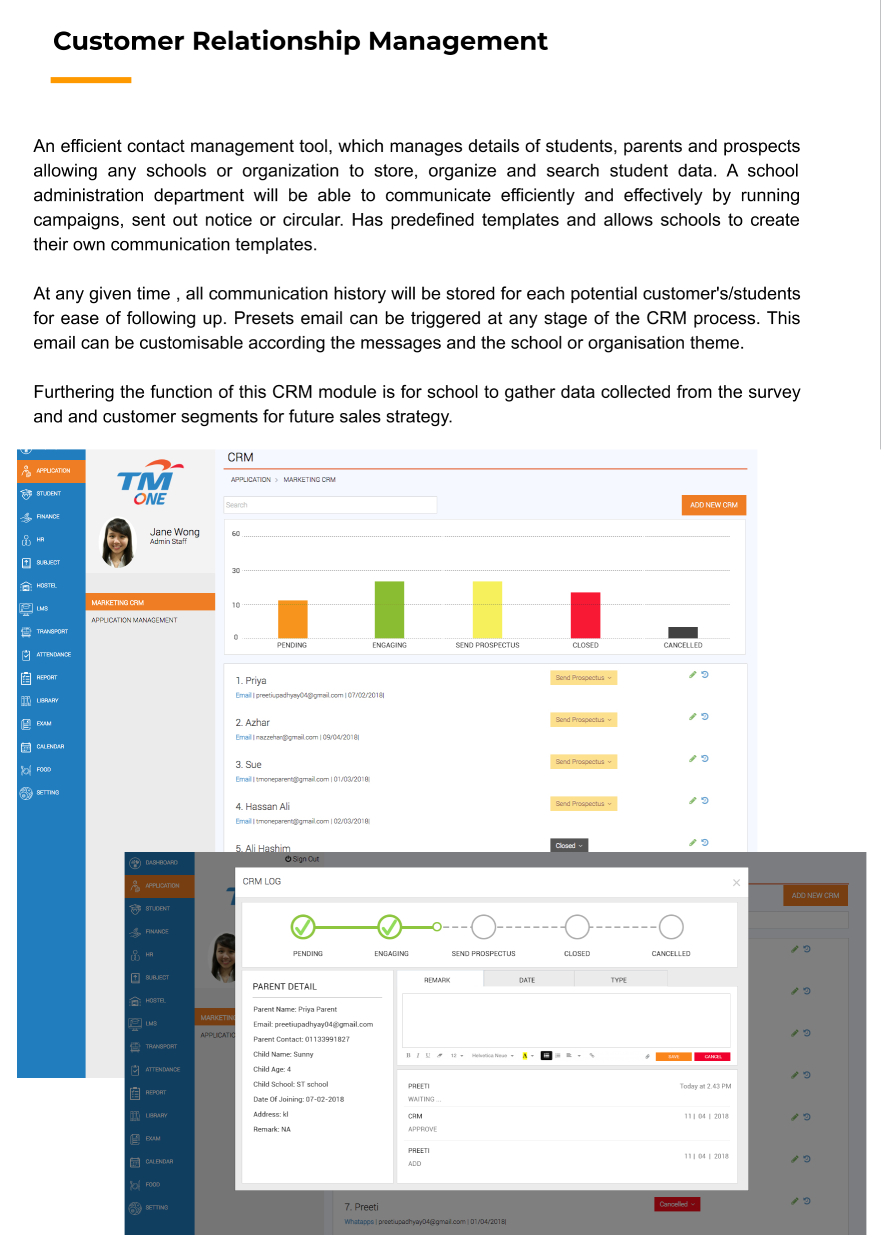 Customer Relationship Management
An efficient contact management tool, which manages details of students, parents and prospects
allowing any schools or organization to store, organize and search student data. A school
administration department will be able to communicate efficiently and effectively by running
campaigns, sent out notice or circular. Has predefined templates and allows schools to create
their own communication templates.
At any given time , all communication history will be stored for each potential customer's/students
for ease of following up. Presets email can be triggered at any stage of the CRM process. This
email can be customisable according the messages and the school or organisation theme.
Furthering the function of this CRM module is for school to gather data collected from the survey
and and customer segments for future sales strategy.
APPLICATION
STUDENT
FINANCE
HR
SUBJECT
HOSTEL
LMS
TRANSPORT
ATTENDANCE
REPORT
LIBRARY
EXAM
CALENDAR
FOOD
SETTING
TM
ONE
Jane Wong
Admin Staff
MARKETING CRM
APPLICATION MANAGEMENT
CRM
APPLICATION > MARKETING CRM
Search
ADD NEW CRM
60
30
10
0
PENDING ENGAGING SEND PROSPECTUS CLOSED CANCELLED
1. Priya Send Prospectus
Email | preetiupadhyay04@gmail.com | 07/02/2018|
2. Azhar Send Prospectus
Email | nazzehar@gmail.com | 09/04/2018|
3. Sue Send Prospectus
Email | tmoneparent@gmail.com | 01/03/2018|
4. Hassan Ali Send Prospectus
Email | tmoneparent@gmail.com | 02/03/2018|
5. Ali Hashim Closed
Sign Out
DASHBOARD
APPLICATION
STUDENT
FINANCE
HR
SUBJECT
HOSTEL
LMS
TRANSPORT
ATTENDANCE
REPORT
LIBRARY
EXAM
CALENDAR
FOOD
SETTING
MARKETING
APPLICATIO
ADD NEW CRM
CRM LOG
PENDING ENGAGING SEND PROSPECTUS CLOSED CANCELLED
PARENT DETAIL
Parent Name: Priya Parent
Email: preetiupadhyay04@gmail.com
Parent Contact: 01133991827
Child Name: Sunny
Child Age: 4
Child School: ST school
Date Of Joining: 07-02-2018
Address: kl
Remark: NA
REMARK DATE TYPE
B I U 12 Helvetica Neue A SAVE CANCEL
PREETI Today at 2:43 PM
WAITING ...
CRM 11 | 04 | 2018
APPROVE
PREETI 11 | 04 | 2018
ADD
7. Preeti Cancelled
Whatapps | preetiupadhyay04@gmail.com | 01/04/2018|